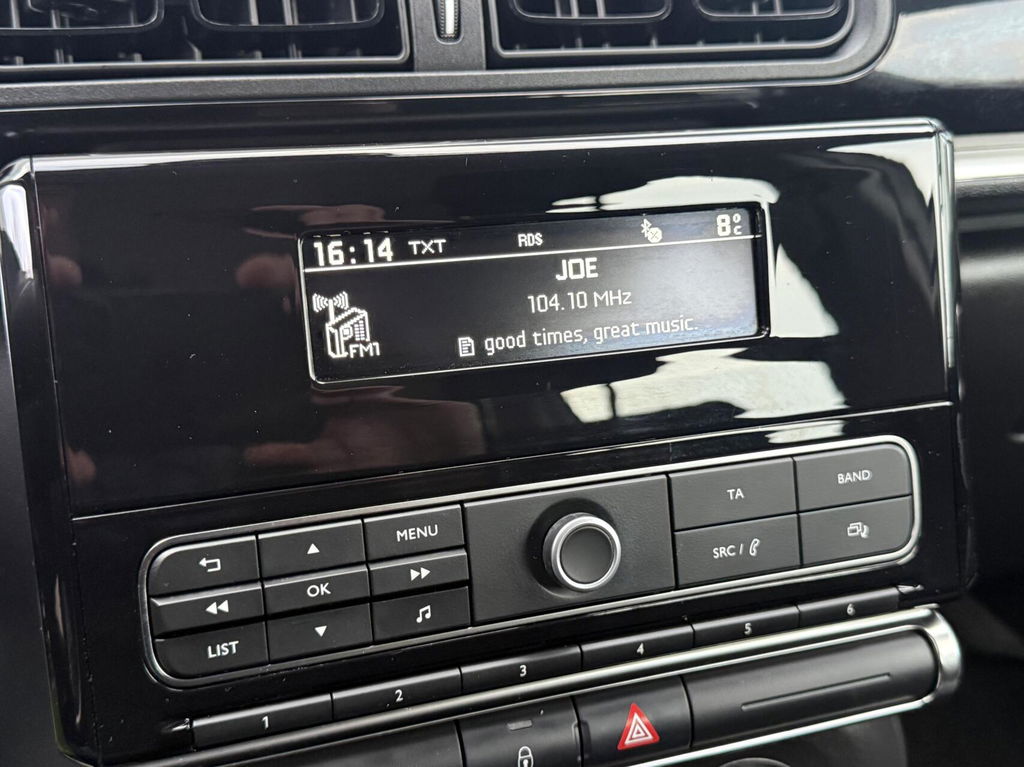 16:14 TXT RDS 8°C
JOE
104.10 MHz
FM1 good times, great music.
MENU
OK
LIST
TA
BAND
SRC /
1 2 3 4 5 6